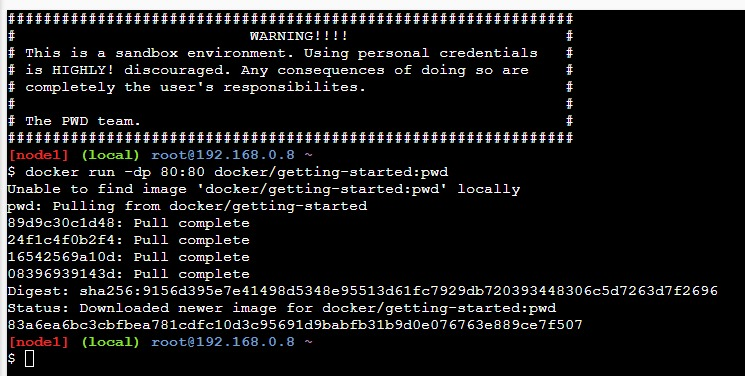 ###############################################################
#                          WARNING!!!!                        #
# This is a sandbox environment. Using personal credentials   #
# is HIGHLY! discouraged. Any consequences of doing so are    #
# completely the user's responsibilites.                      #
#                                                             #
# The PWD team.                                               #
###############################################################
[node1] (local) root@192.168.0.8 ~
$ docker run -dp 80:80 docker/getting-started:pwd
Unable to find image 'docker/getting-started:pwd' locally
pwd: Pulling from docker/getting-started
89d9c30c1d48: Pull complete
24f1c4f0b2f4: Pull complete
16542569a10d: Pull complete
08396939143d: Pull complete
Digest: sha256:9156d395e7e41498d5348e95513d61fc7929db720393448306c5d7263d7f2696
Status: Downloaded newer image for docker/getting-started:pwd
83a6ea6bc3cbfbea781cdfc10d3c95691d9babfb31b9d0e076763e889ce7f507
[node1] (local) root@192.168.0.8 ~
$